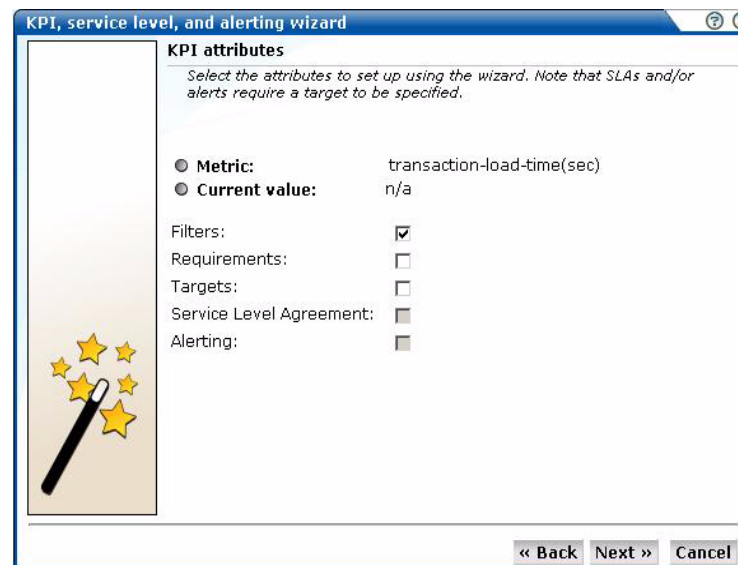 KPI, service level, and alerting wizard
KPI attributes
Select the attributes to set up using the wizard. Note that SLAs and/or
alerts require a target to be specified.
Metric: transaction-load-time(sec)
Current value: n/a
Filters:
Requirements:
Targets:
Service Level Agreement:
Alerting:
« Back Next » Cancel